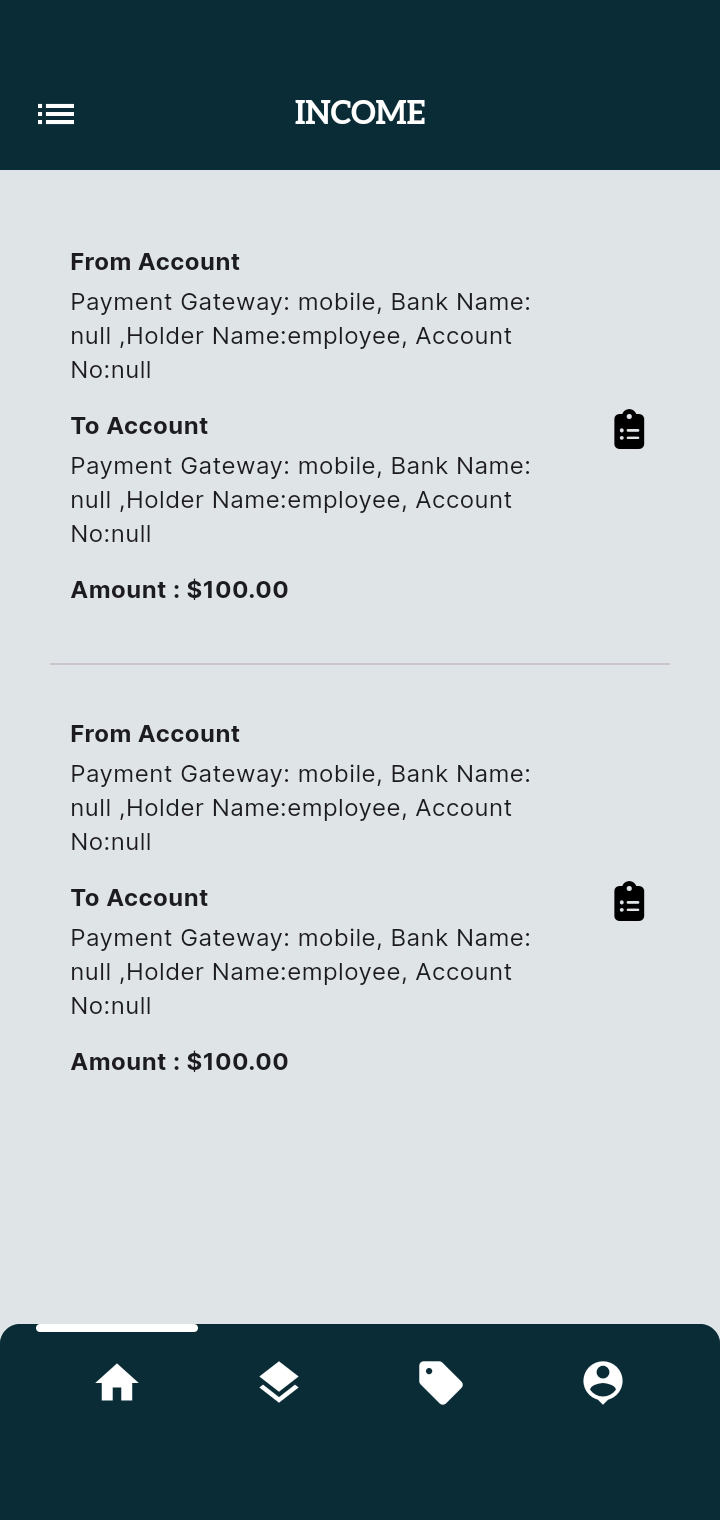 INCOME
From Account
Payment Gateway: mobile, Bank Name:
null ,Holder Name:employee, Account
No:null
To Account
Payment Gateway: mobile, Bank Name:
null ,Holder Name:employee, Account
No:null
Amount : $100.00
From Account
Payment Gateway: mobile, Bank Name:
null ,Holder Name:employee, Account
No:null
To Account
Payment Gateway: mobile, Bank Name:
null ,Holder Name:employee, Account
No:null
Amount : $100.00